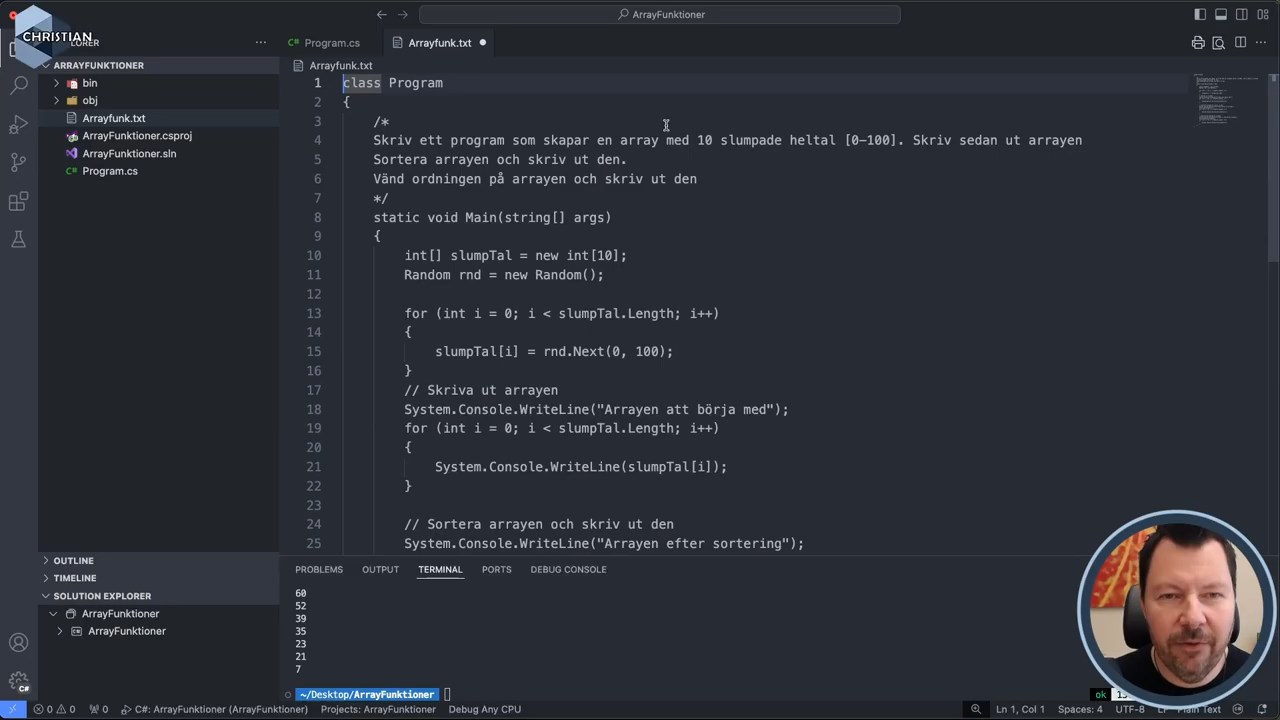 CHRISTIAN
LORER
ArrayFunktioner
Program.cs
Arrayfunk.txt
ARRAYFUNKTIONER
bin
obj
Arrayfunk.txt
ArrayFunktioner.csproj
ArrayFunktioner.sln
Program.cs
OUTLINE
TIMELINE
SOLUTION EXPLORER
ArrayFunktioner
ArrayFunktioner
Arrayfunk.txt
1 class Program
2 {
3 /*
4 Skriv ett program som skapar en array med 10 slumpade heltal [0-100]. Skriv sedan ut arrayen
5 Sortera arrayen och skriv ut den.
6 Vänd ordningen på arrayen och skriv ut den
7 */
8 static void Main(string[] args)
9 {
10 int[] slumpTal = new int[10];
11 Random rnd = new Random();
12
13 for (int i = 0; i < slumpTal.Length; i++)
14 {
15 slumpTal[i] = rnd.Next(0, 100);
16 }
17 // Skriva ut arrayen
18 System.Console.WriteLine("Arrayen att börja med");
19 for (int i = 0; i < slumpTal.Length; i++)
20 {
21 System.Console.WriteLine(slumpTal[i]);
22 }
23
24 // Sortera arrayen och skriv ut den
25 System.Console.WriteLine("Arrayen efter sortering");
PROBLEMS OUTPUT TERMINAL PORTS DEBUG CONSOLE
60
52
39
35
23
21
7
~/Desktop/ArrayFunktioner
ok
0 0 0 C#: ArrayFunktioner (ArrayFunktioner) Projects: ArrayFunktioner Debug Any CPU
Ln 1, Col 1 Spaces: 4 UTF-8 LF Plain Text